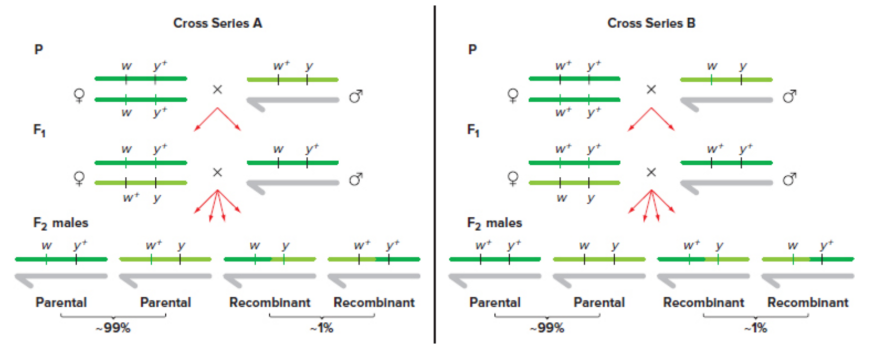 Cross Series A
P
w y+ w+ y
♀ × ♂
w y+
F1
w y+ w y+
♀ × ♂
w+ y
F2 males
w y+ w+ y w y w+ y+
Parental Parental Recombinant Recombinant
~99% ~1%
Cross Series B
P
w+ y+ w y
♀ × ♂
w+ y+
F1
w+ y+ w+ y+
♀ × ♂
w y
F2 males
w+ y+ w y w+ y w y+
Parental Parental Recombinant Recombinant
~99% ~1%